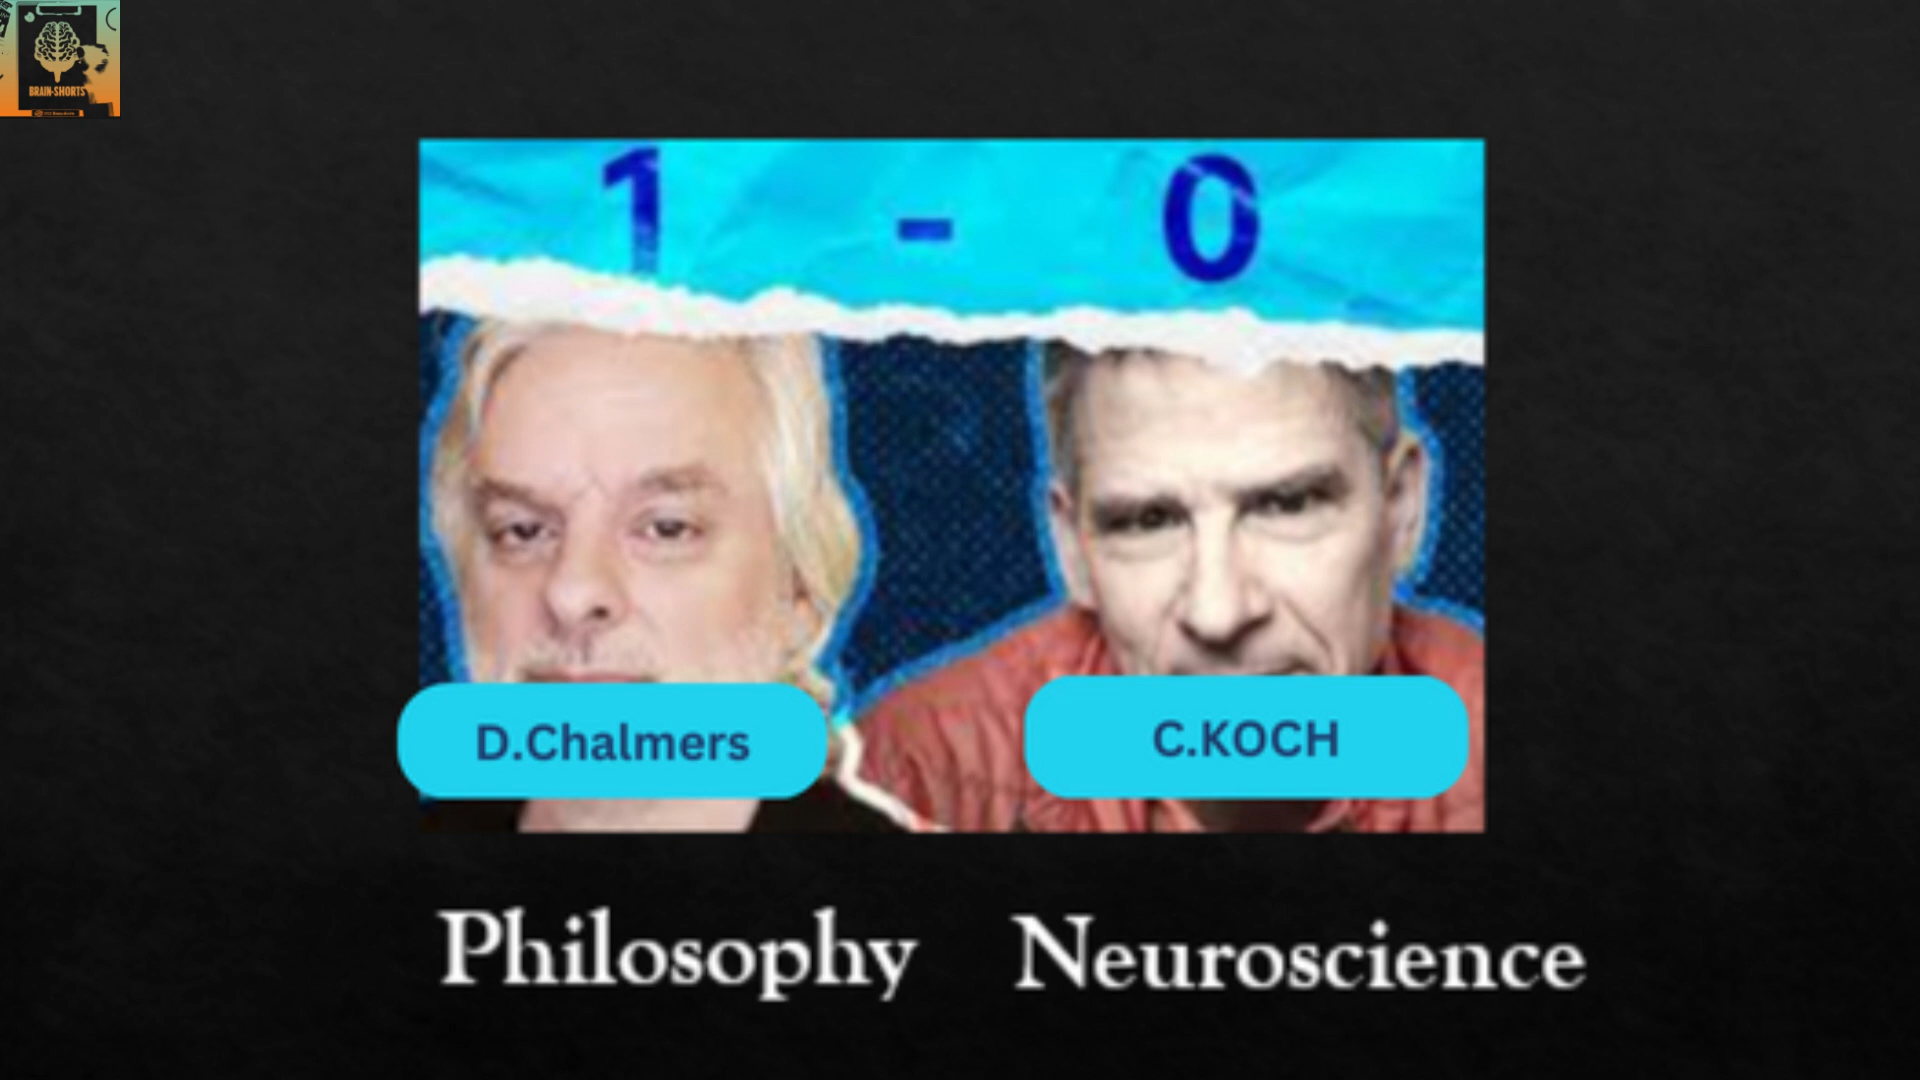 BRAIN-SHORTS
1 - 0
D.Chalmers
C.KOCH
Philosophy Neuroscience